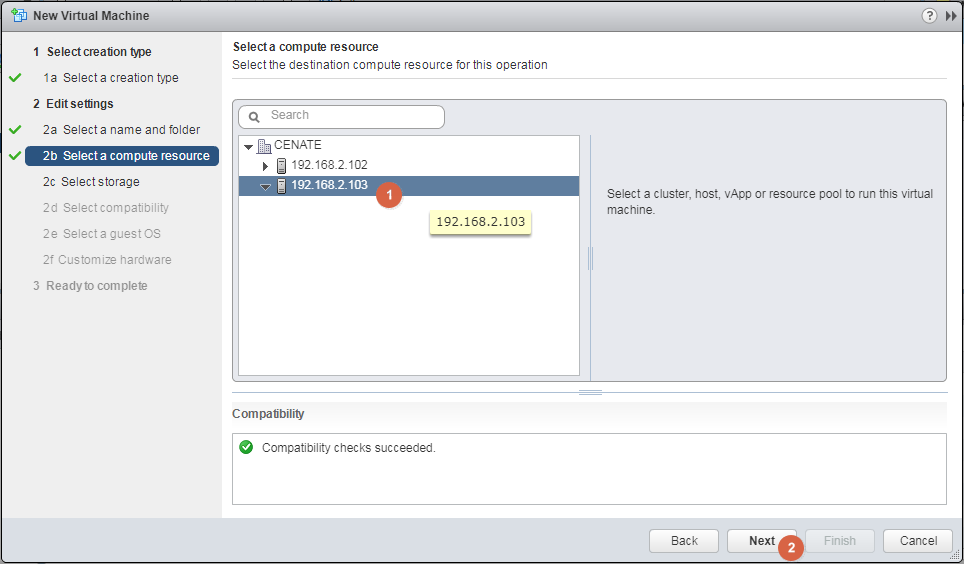 New Virtual Machine
?
1 Select creation type
1a Select a creation type
2 Edit settings
2a Select a name and folder
2b Select a compute resource
2c Select storage
2d Select compatibility
2e Select a guest OS
2f Customize hardware
3 Ready to complete
Select a compute resource
Select the destination compute resource for this operation
Search
CENATE
192.168.2.102
192.168.2.103
1
192.168.2.103
Select a cluster, host, vApp or resource pool to run this virtual
machine.
Compatibility
Compatibility checks succeeded.
Back
Next
2
Finish
Cancel